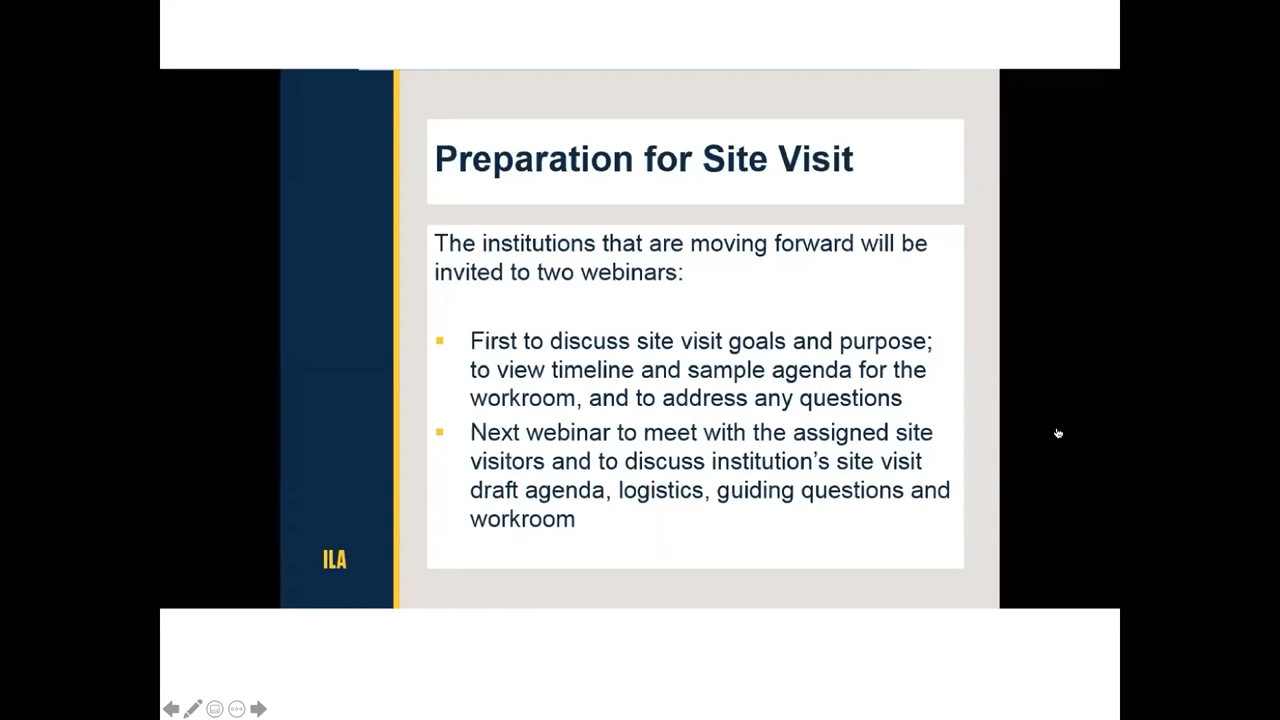 Preparation for Site Visit
The institutions that are moving forward will be
invited to two webinars:
First to discuss site visit goals and purpose;
to view timeline and sample agenda for the
workroom, and to address any questions
Next webinar to meet with the assigned site
visitors and to discuss institution’s site visit
draft agenda, logistics, guiding questions and
workroom
ILA